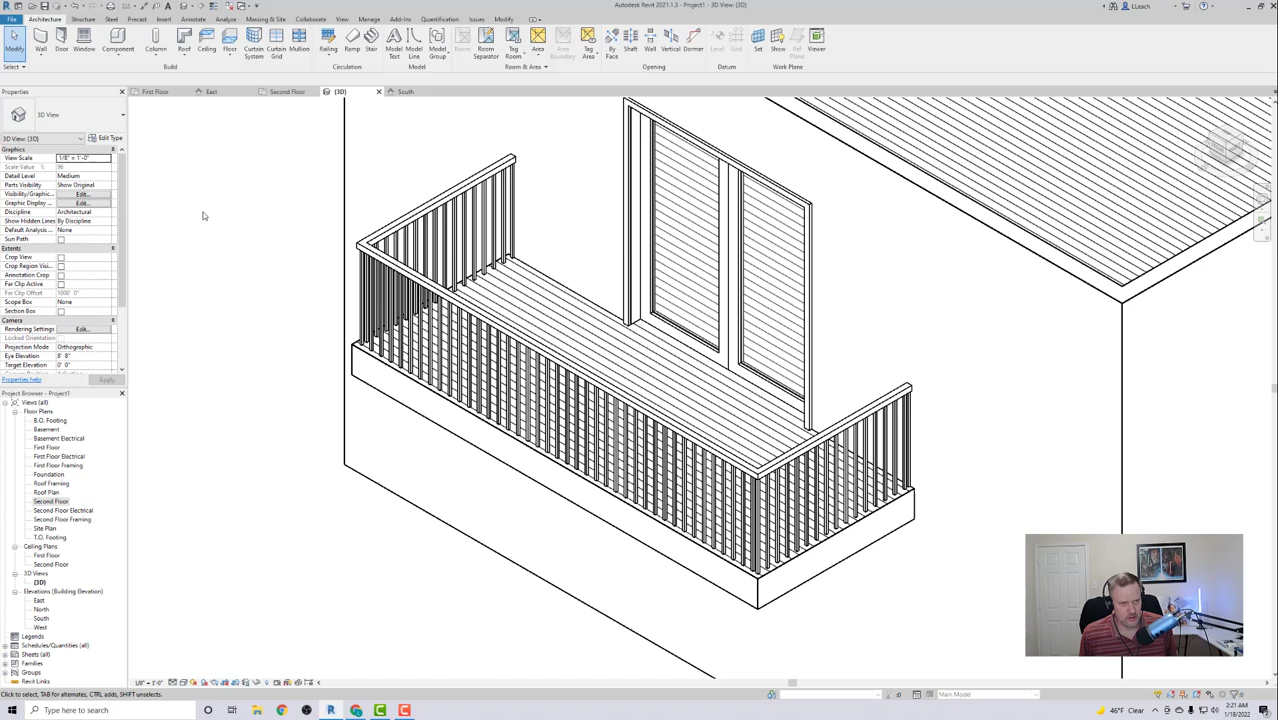 Autodesk Revit 2021.1.3 - Project1 - 3D View: {3D}
LLeach
File Architecture Structure Steel Precast Insert Annotate Analyze Massing & Site Collaborate View Manage Add-Ins Quantification Issues Modify
Modify Wall Door Window Component Column Roof Ceiling Floor Curtain System Curtain Grid Mullion Railing Ramp Stair Model Text Model Line Model Group Room Room Separator Tag Room Area Area Boundary Tag Area By Face Shaft Wall Vertical Dormer Level Grid Set Show Ref Plane Viewer
Select Build Circulation Model Room & Area Opening Datum Work Plane
Properties
First Floor East Second Floor {3D} South
3D View
3D View: {3D} Edit Type
Graphics
View Scale 1/8" = 1'-0"
Scale Value 1: 96
Detail Level Medium
Parts Visibility Show Original
Visibility/Graphic... Edit...
Graphic Display ... Edit...
Discipline Architectural
Show Hidden Lines By Discipline
Default Analysis ... None
Sun Path
Extents
Crop View
Crop Region Visi...
Annotation Crop
Far Clip Active
Far Clip Offset 1000' 0"
Scope Box None
Section Box
Camera
Rendering Settings Edit...
Locked Orientation
Projection Mode Orthographic
Eye Elevation 8' 8"
Target Elevation 0' 0"
Properties help Apply
Project Browser - Project1
Views (all)
Floor Plans
B.O. Footing
Basement
Basement Electrical
First Floor
First Floor Electrical
First Floor Framing
Foundation
Roof Framing
Roof Plan
Second Floor
Second Floor Electrical
Second Floor Framing
Site Plan
T.O. Footing
Ceiling Plans
First Floor
Second Floor
3D Views
{3D}
Elevations (Building Elevation)
East
North
South
West
Legends
Schedules/Quantities (all)
Sheets (all)
Families
Groups
Revit Links
1/8" = 1'-0"
Click to select, TAB for alternates, CTRL adds, SHIFT unselects.
:0
Main Model
Type here to search
46°F Clear
2:21 AM
1/18/2022